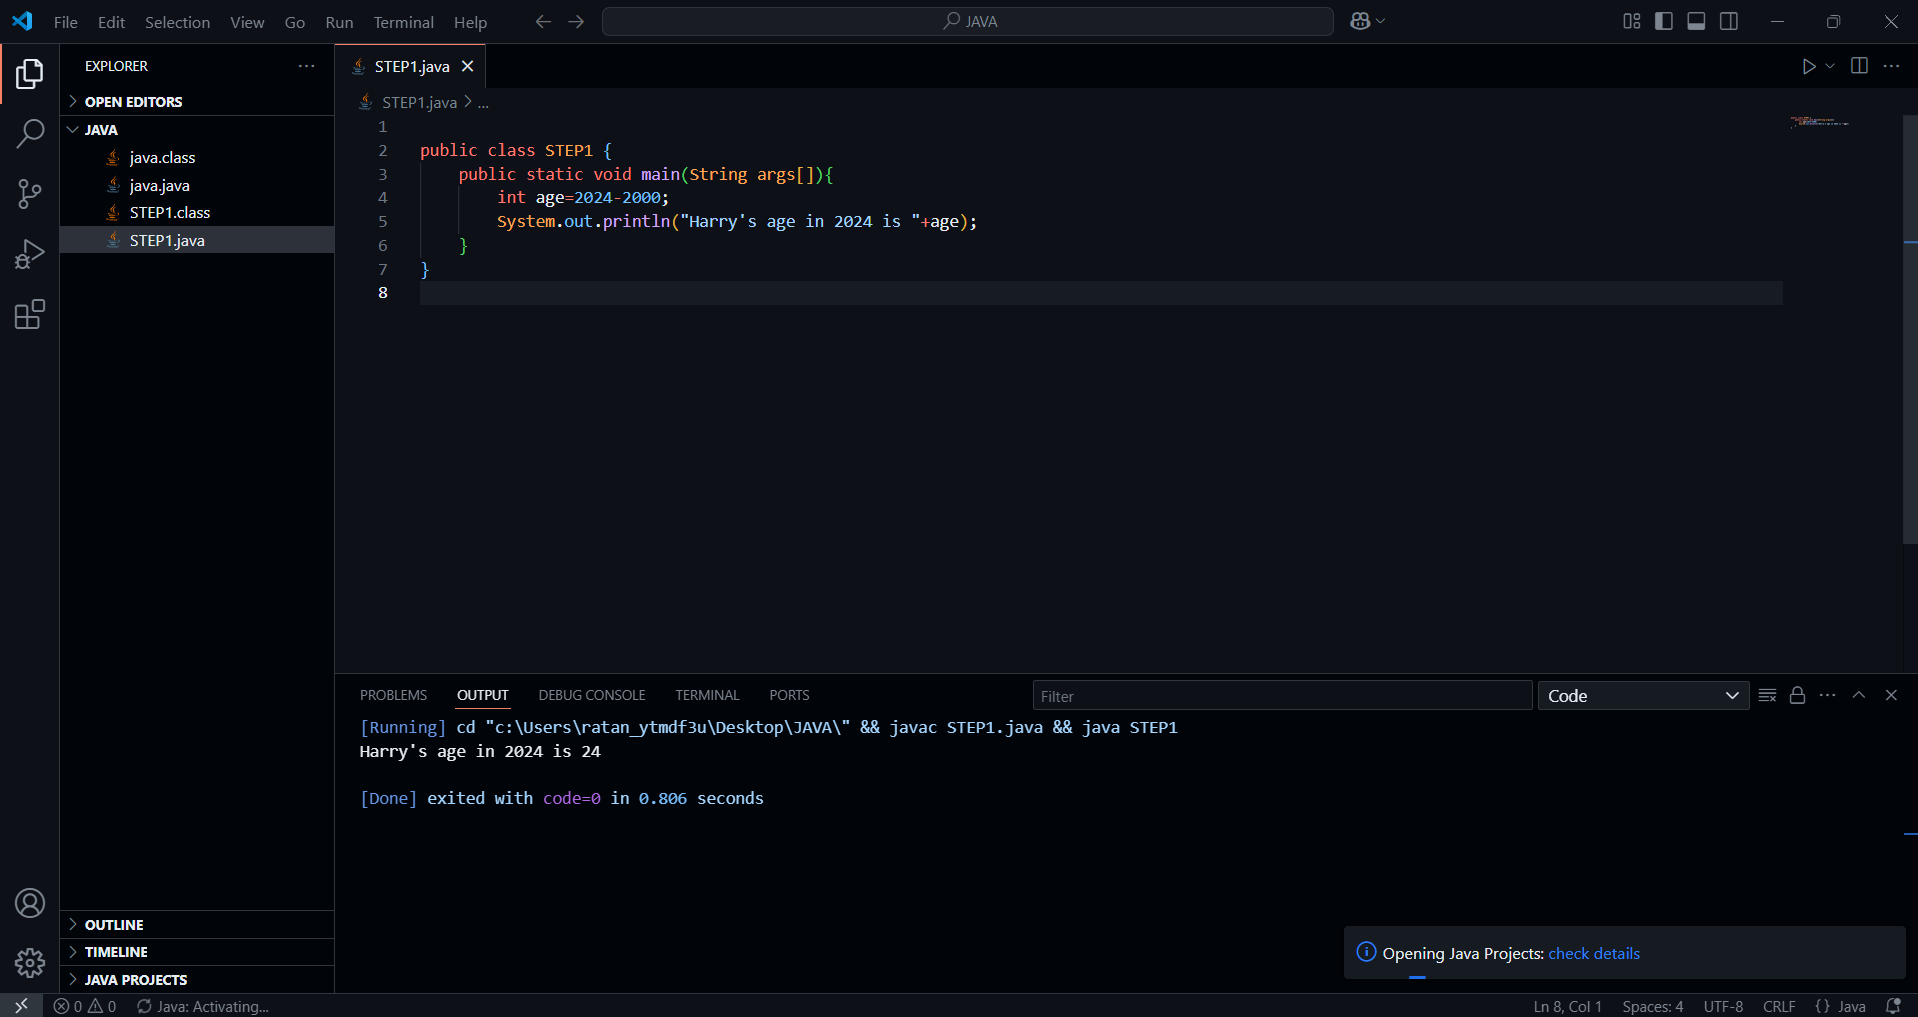 File Edit Selection View Go Run Terminal Help
JAVA
EXPLORER
OPEN EDITORS
JAVA
java.class
java.java
STEP1.class
STEP1.java
STEP1.java
STEP1.java > ...
1
2 public class STEP1 {
3 public static void main(String args[]){
4 int age=2024-2000;
5 System.out.println("Harry's age in 2024 is "+age);
6 }
7 }
8
PROBLEMS OUTPUT DEBUG CONSOLE TERMINAL PORTS
Filter
Code
[Running] cd "c:\Users\ratan_ytmdf3u\Desktop\JAVA\" && javac STEP1.java && java STEP1
Harry's age in 2024 is 24
[Done] exited with code=0 in 0.806 seconds
OUTLINE
TIMELINE
JAVA PROJECTS
Opening Java Projects: check details
0 0 Java: Activating...
Ln 8, Col 1 Spaces: 4 UTF-8 CRLF {} Java